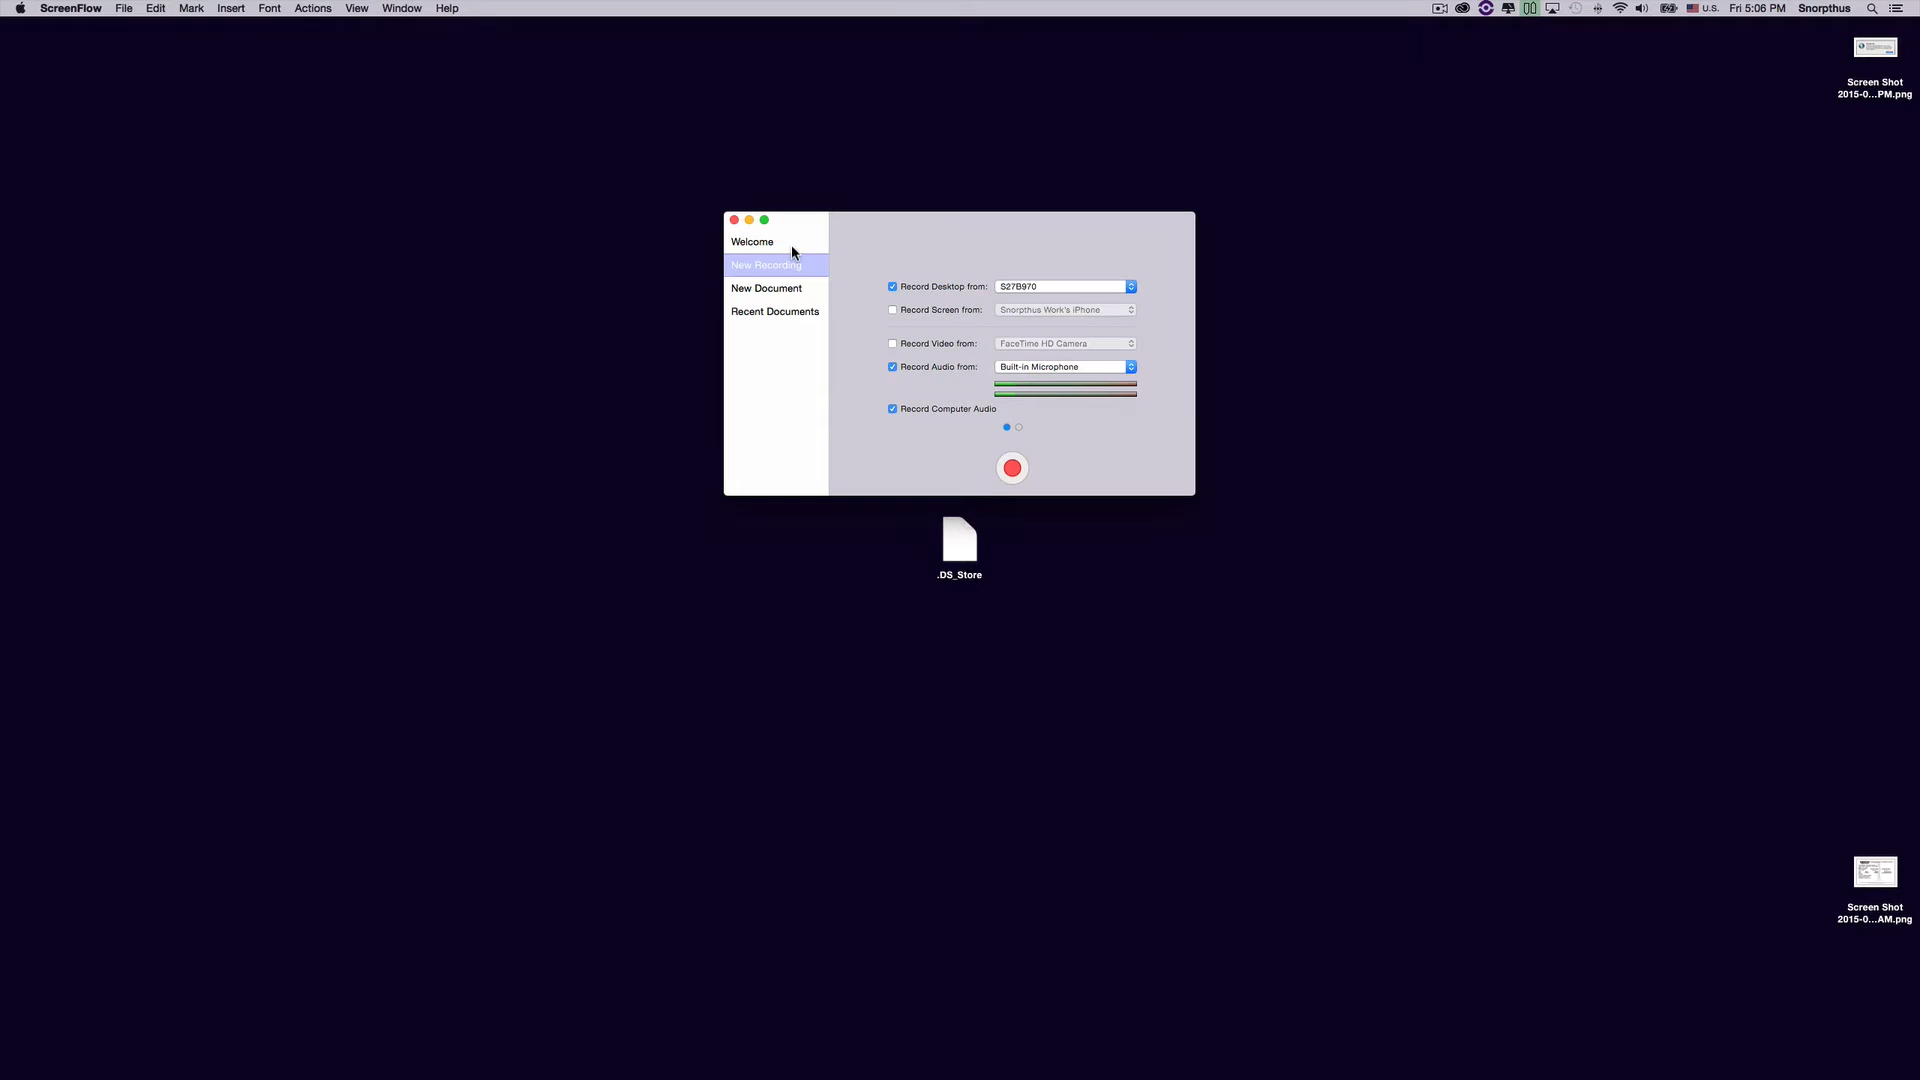 ScreenFlow File Edit Mark Insert Font Actions View Window Help U.S. Fri 5:06 PM Snorpthus
Screen Shot
2015-0...PM.png
Welcome
New Recording
New Document
Recent Documents
Record Desktop from: S27B970
Record Screen from: Snorpthus Work's iPhone
Record Video from: FaceTime HD Camera
Record Audio from: Built-in Microphone
Record Computer Audio
.DS_Store
Screen Shot
2015-0...AM.png